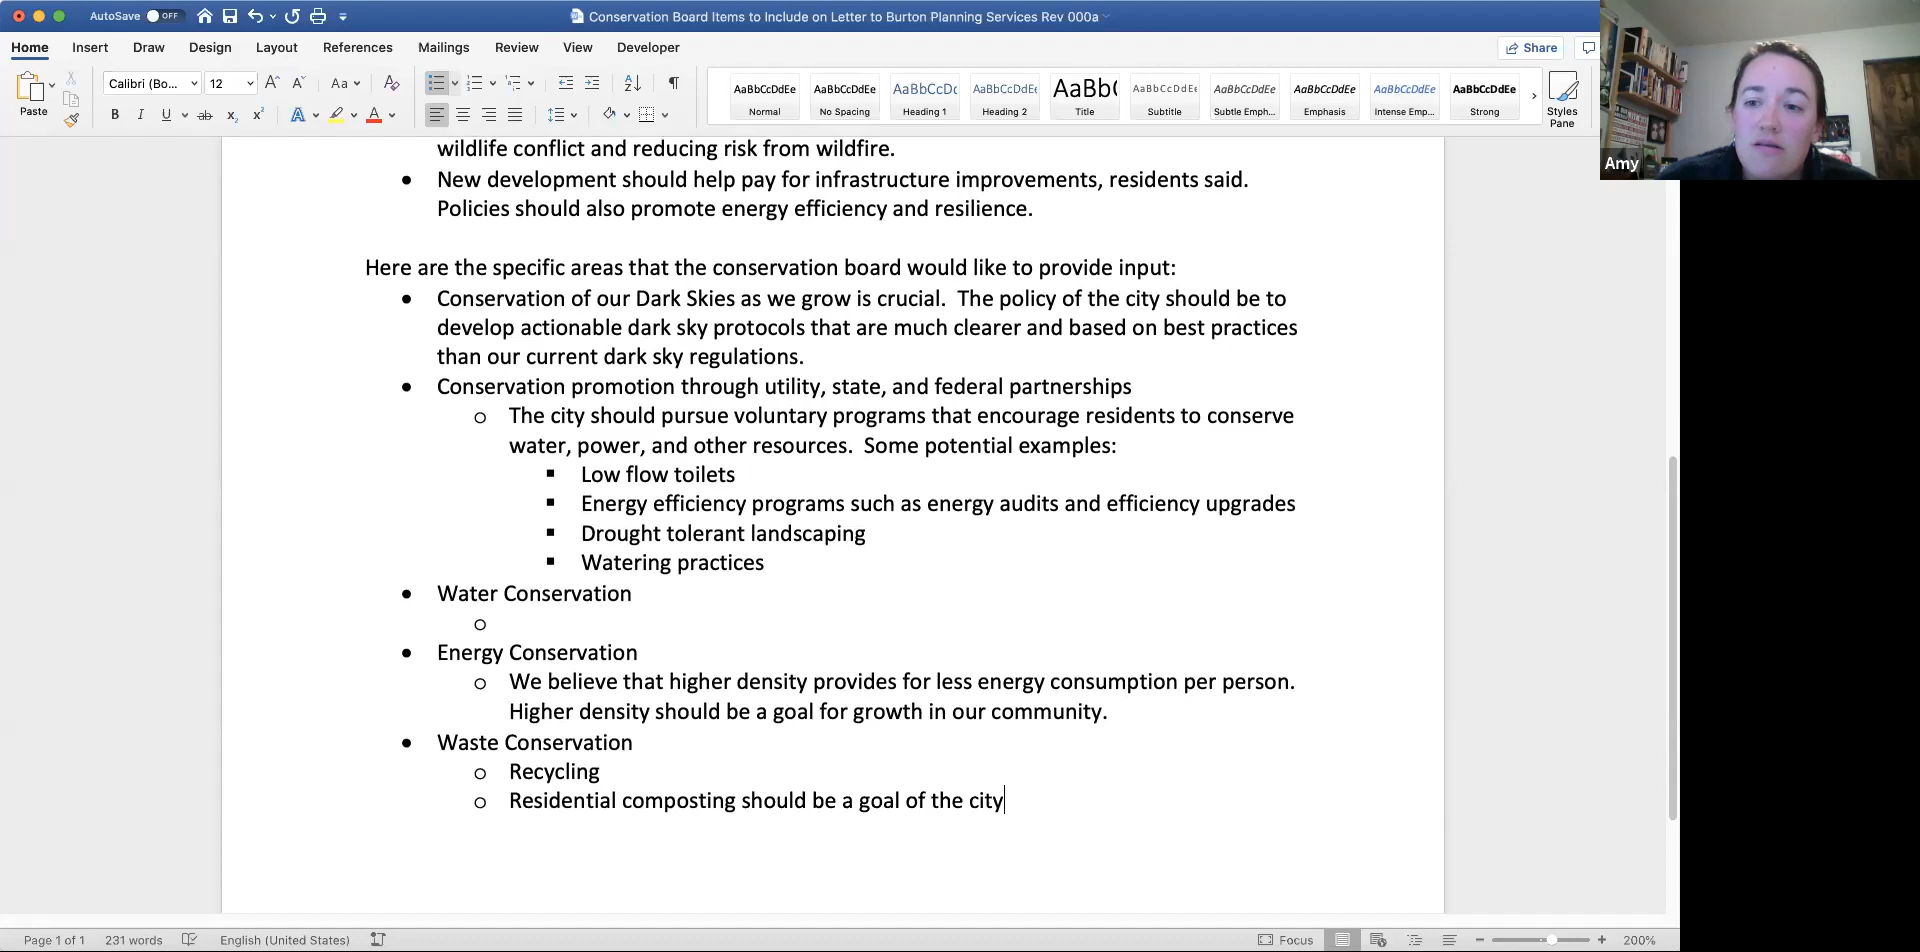 AutoSave OFF
Conservation Board Items to Include on Letter to Burton Planning Services Rev 000a
Home Insert Draw Design Layout References Mailings Review View Developer Share
Paste
Calibri (Bo... 12
AaBbCcDdEe Normal
AaBbCcDdEe No Spacing
AaBbCcDc Heading 1
AaBbCcDdEe Heading 2
AaBb( Title
AaBbCcDdEe Subtitle
AaBbCcDdEe Subtle Emph...
AaBbCcDdEe Emphasis
AaBbCcDdEe Intense Emp...
AaBbCcDdEe Strong
Styles
Pane
Amy
wildlife conflict and reducing risk from wildfire.
• New development should help pay for infrastructure improvements, residents said.
Policies should also promote energy efficiency and resilience.
Here are the specific areas that the conservation board would like to provide input:
• Conservation of our Dark Skies as we grow is crucial. The policy of the city should be to
develop actionable dark sky protocols that are much clearer and based on best practices
than our current dark sky regulations.
• Conservation promotion through utility, state, and federal partnerships
o The city should pursue voluntary programs that encourage residents to conserve
water, power, and other resources. Some potential examples:
▪ Low flow toilets
▪ Energy efficiency programs such as energy audits and efficiency upgrades
▪ Drought tolerant landscaping
▪ Watering practices
• Water Conservation
o
• Energy Conservation
o We believe that higher density provides for less energy consumption per person.
Higher density should be a goal for growth in our community.
• Waste Conservation
o Recycling
o Residential composting should be a goal of the city
Page 1 of 1 231 words English (United States) Focus 200%